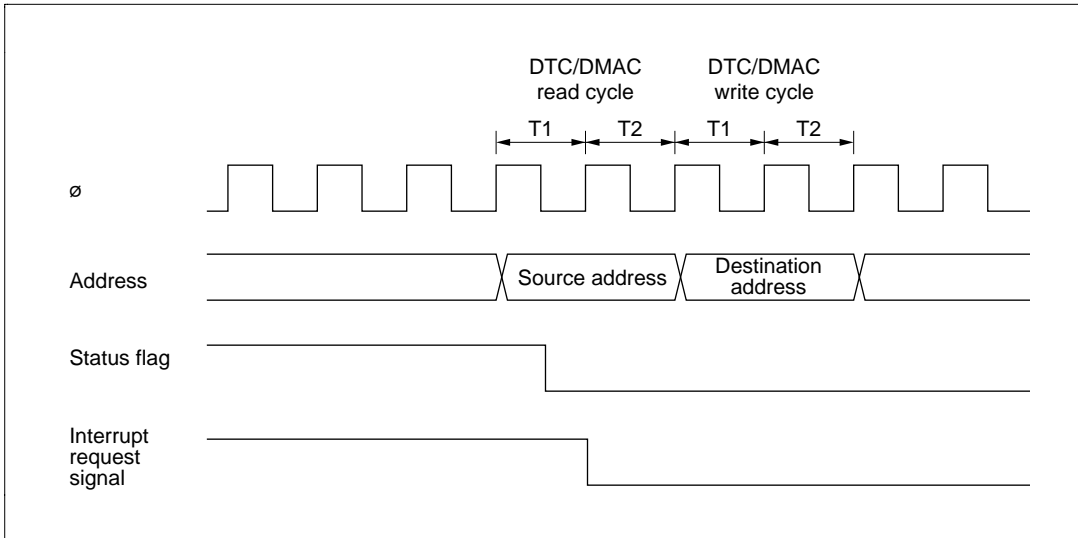 DTC/DMAC
read cycle
DTC/DMAC
write cycle
T1
T2
T1
T2
ø
Address
Source address
Destination
address
Status flag
Interrupt
request
signal